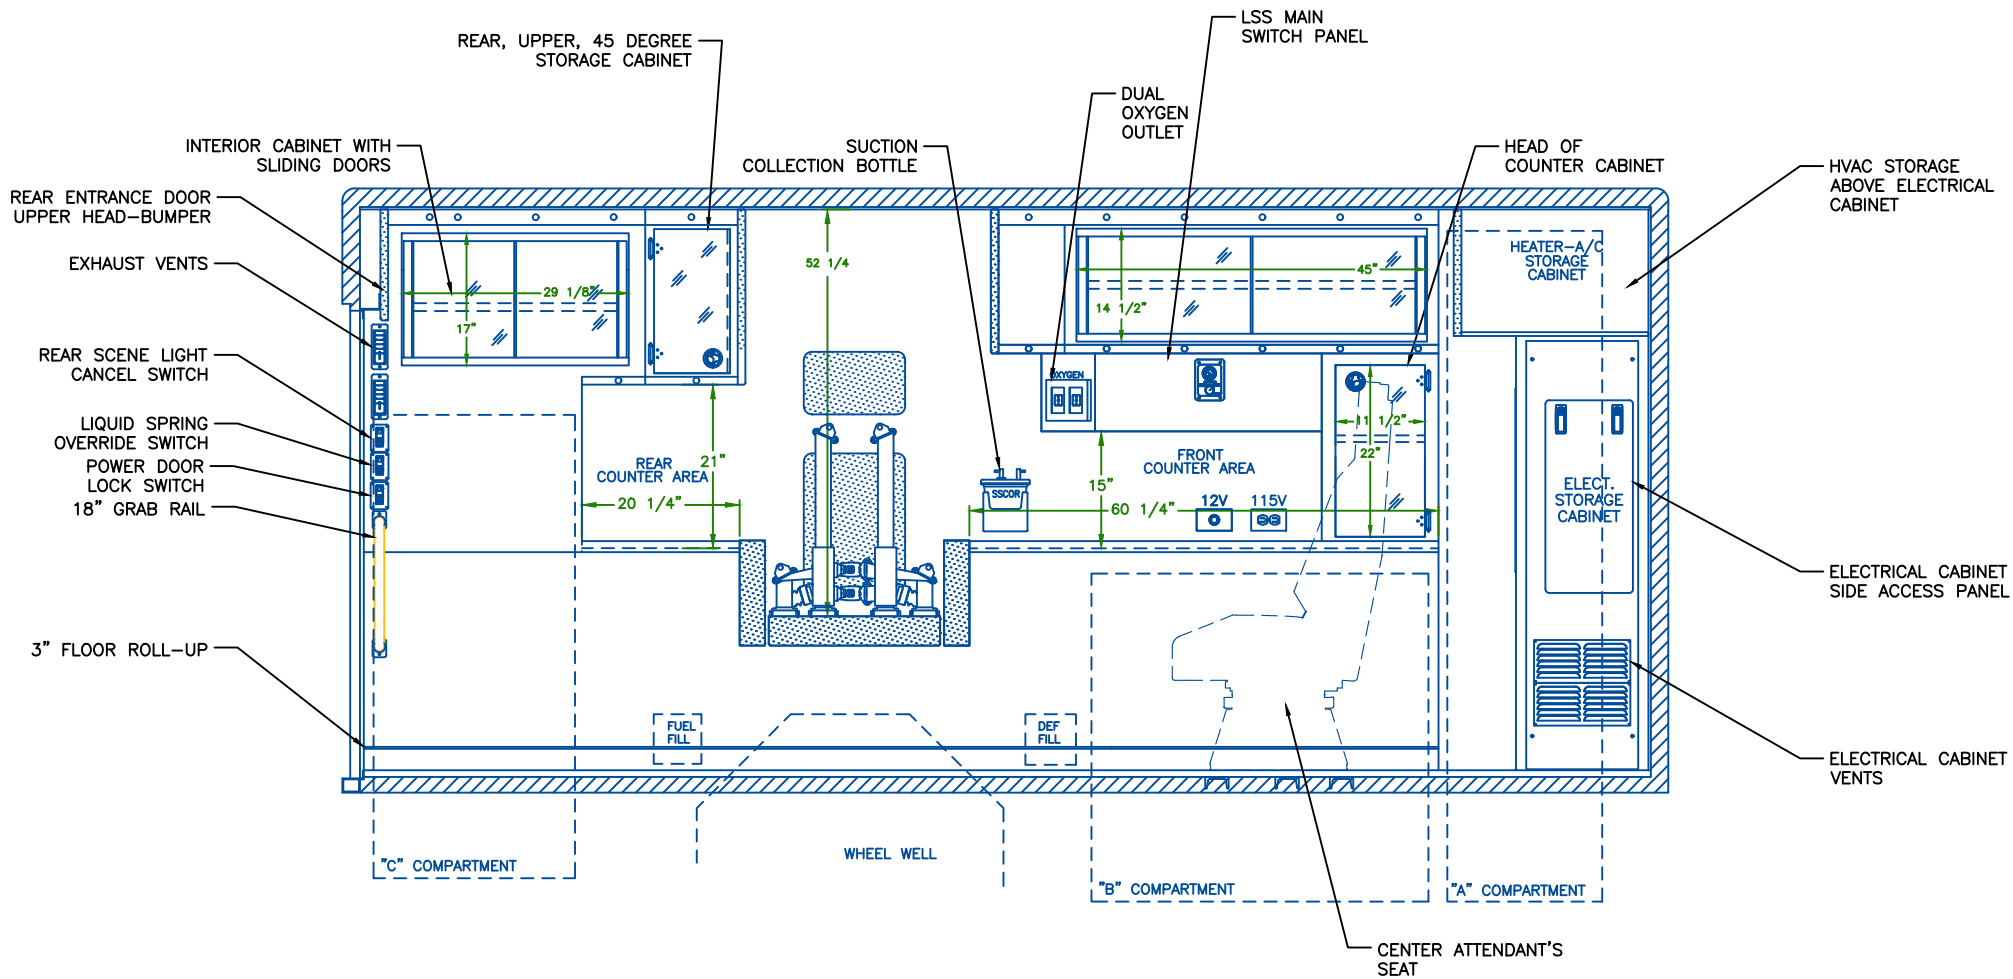 LSS MAIN
SWITCH PANEL
REAR, UPPER, 45 DEGREE
STORAGE CABINET
DUAL
OXYGEN
OUTLET
INTERIOR CABINET WITH
SLIDING DOORS
SUCTION
COLLECTION BOTTLE
HEAD OF
COUNTER CABINET
HVAC STORAGE
ABOVE ELECTRICAL
CABINET
REAR ENTRANCE DOOR
UPPER HEAD-BUMPER
EXHAUST VENTS
REAR SCENE LIGHT
CANCEL SWITCH
LIQUID SPRING
OVERRIDE SWITCH
POWER DOOR
LOCK SWITCH
18" GRAB RAIL
3" FLOOR ROLL-UP
29 1/8"
17"
52 1/4
45"
14 1/2"
HEATER-A/C
STORAGE
CABINET
OXYGEN
11 1/2"
22"
REAR
COUNTER AREA
21"
20 1/4"
SSCOR
FRONT
COUNTER AREA
15"
12V
115V
60 1/4"
ELECT.
STORAGE
CABINET
ELECTRICAL CABINET
SIDE ACCESS PANEL
FUEL
FILL
DEF
FILL
ELECTRICAL CABINET
VENTS
WHEEL WELL
"C" COMPARTMENT
"B" COMPARTMENT
"A" COMPARTMENT
CENTER ATTENDANT'S
SEAT